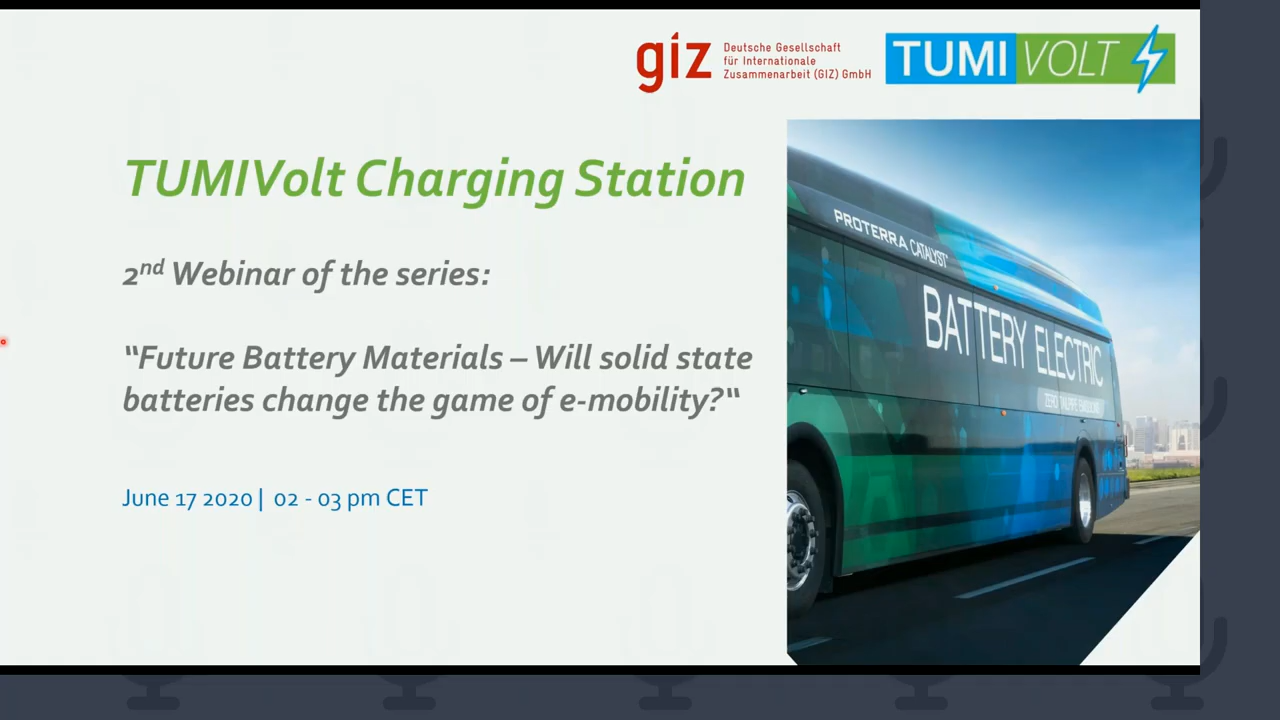 giz
Deutsche Gesellschaft
für Internationale
Zusammenarbeit (GIZ) GmbH
TUMI VOLT
TUMIVolt Charging Station
2nd Webinar of the series:
“Future Battery Materials – Will solid state
batteries change the game of e-mobility?“
June 17 2020 | 02 - 03 pm CET
PROTERRA CATALYST
BATTERY ELECTRIC
ZERO TAILPIPE EMISSIONS